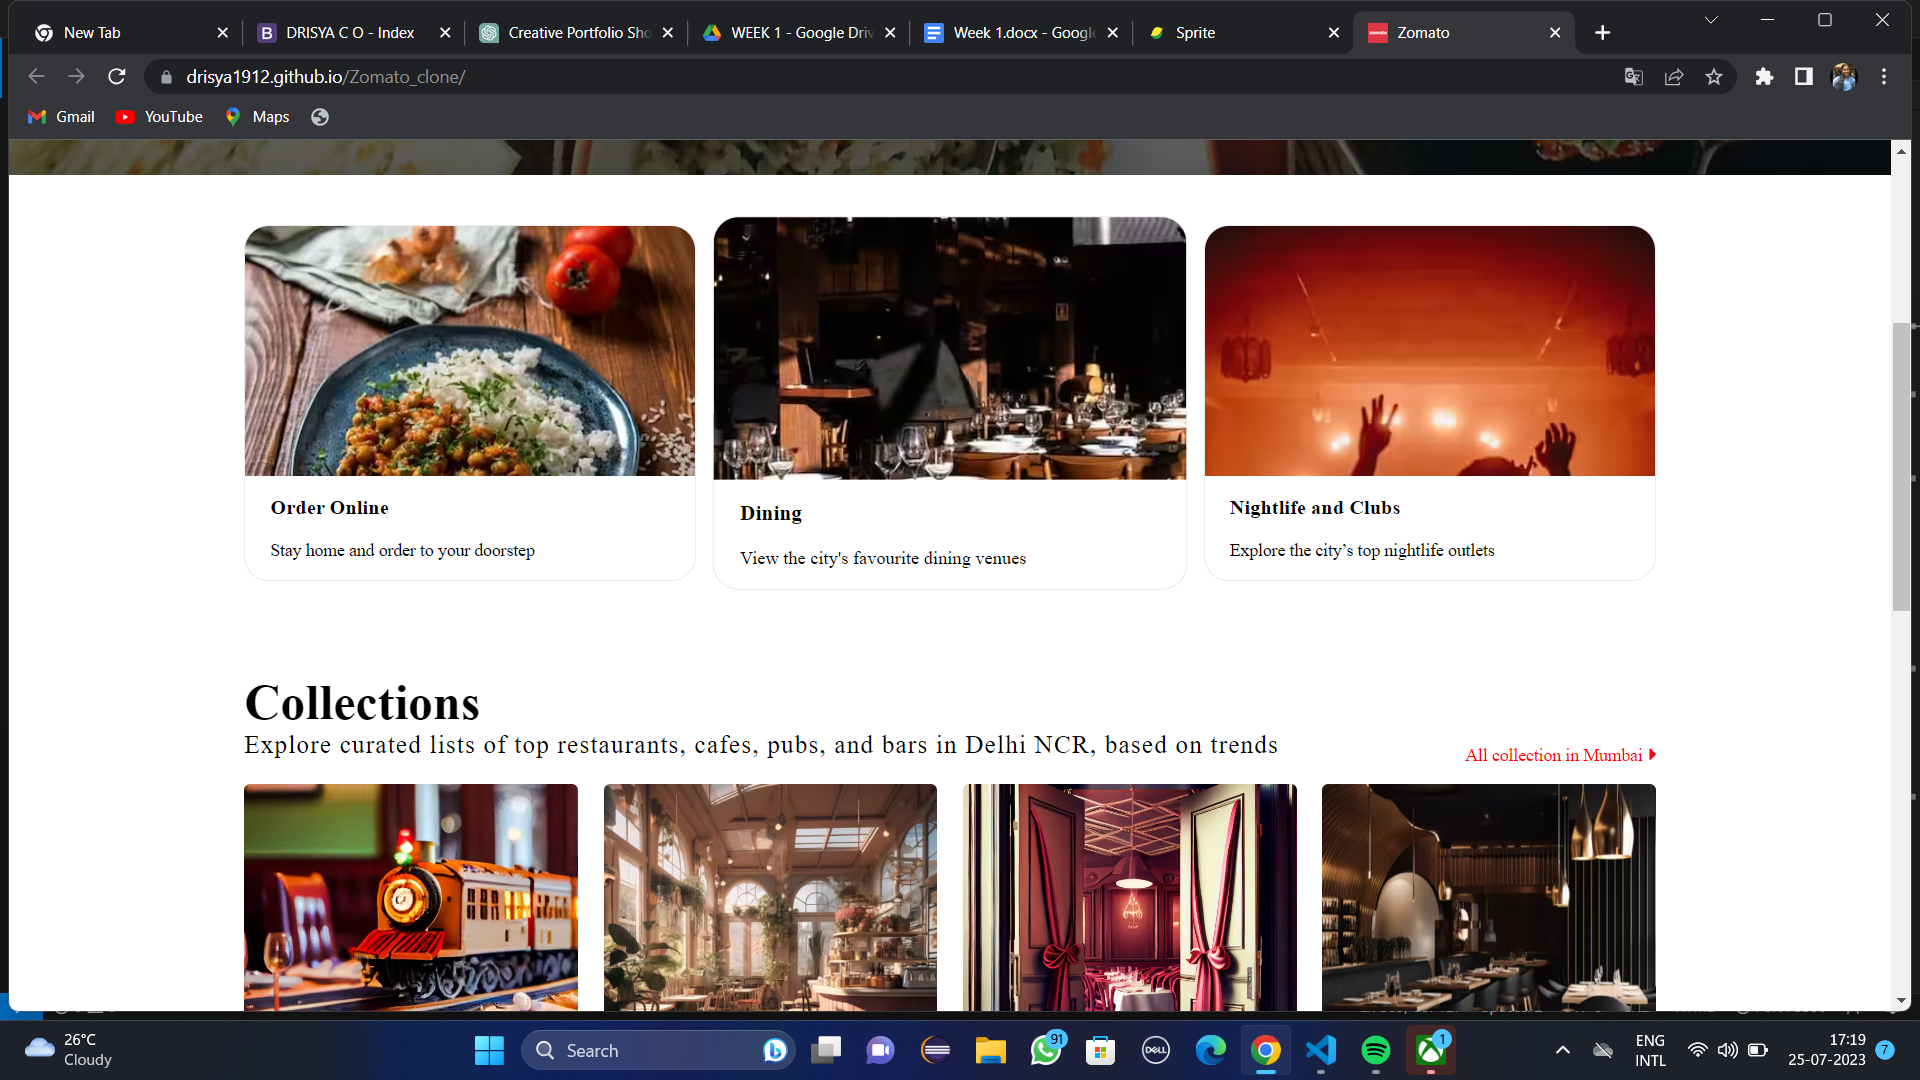 New Tab
DRISYA C O - Index
Creative Portfolio Sho
WEEK 1 - Google Driv
Week 1.docx - Google
Sprite
Zomato
drisya1912.github.io/Zomato_clone/
Gmail
YouTube
Maps
Order Online
Stay home and order to your doorstep
Dining
View the city's favourite dining venues
Nightlife and Clubs
Explore the city’s top nightlife outlets
Collections
Explore curated lists of top restaurants, cafes, pubs, and bars in Delhi NCR, based on trends
All collection in Mumbai
26°C
Cloudy
Search
91
DELL
1
ENG
INTL
17:19
25-07-2023
7